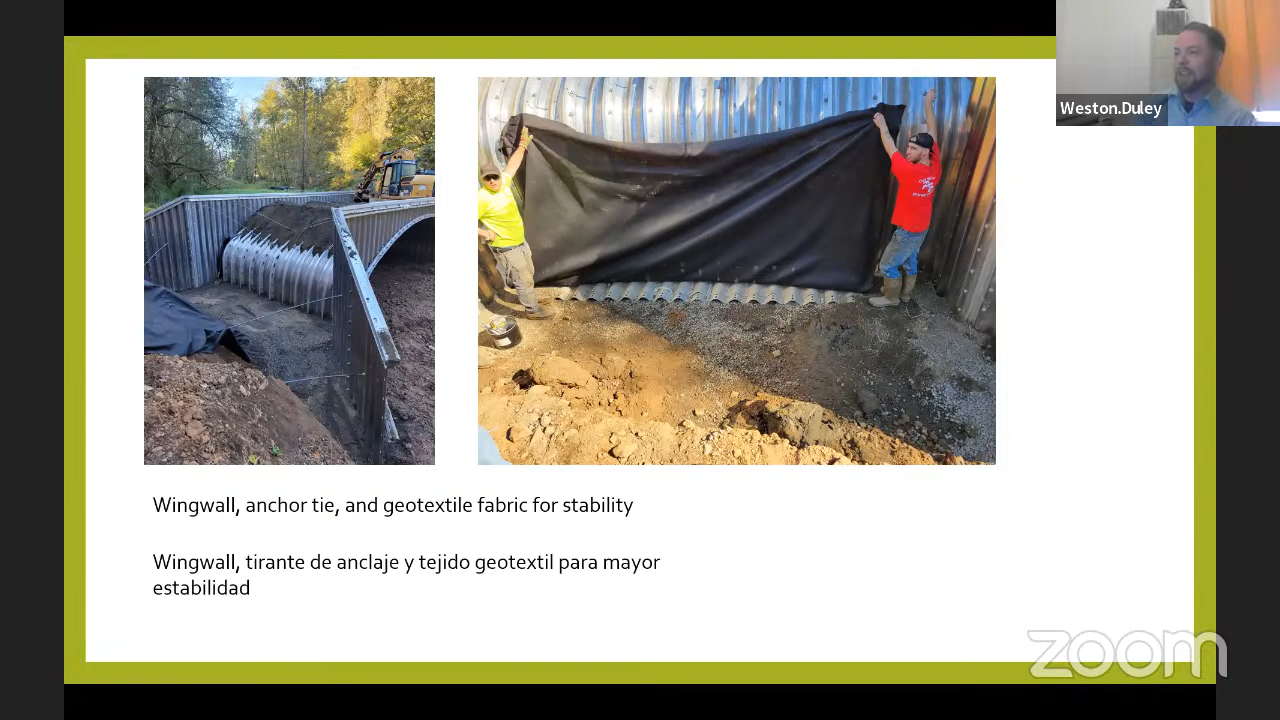 Weston.Duley
Wingwall, anchor tie, and geotextile fabric for stability
Wingwall, tirante de anclaje y tejido geotextil para mayor
estabilidad
zoom